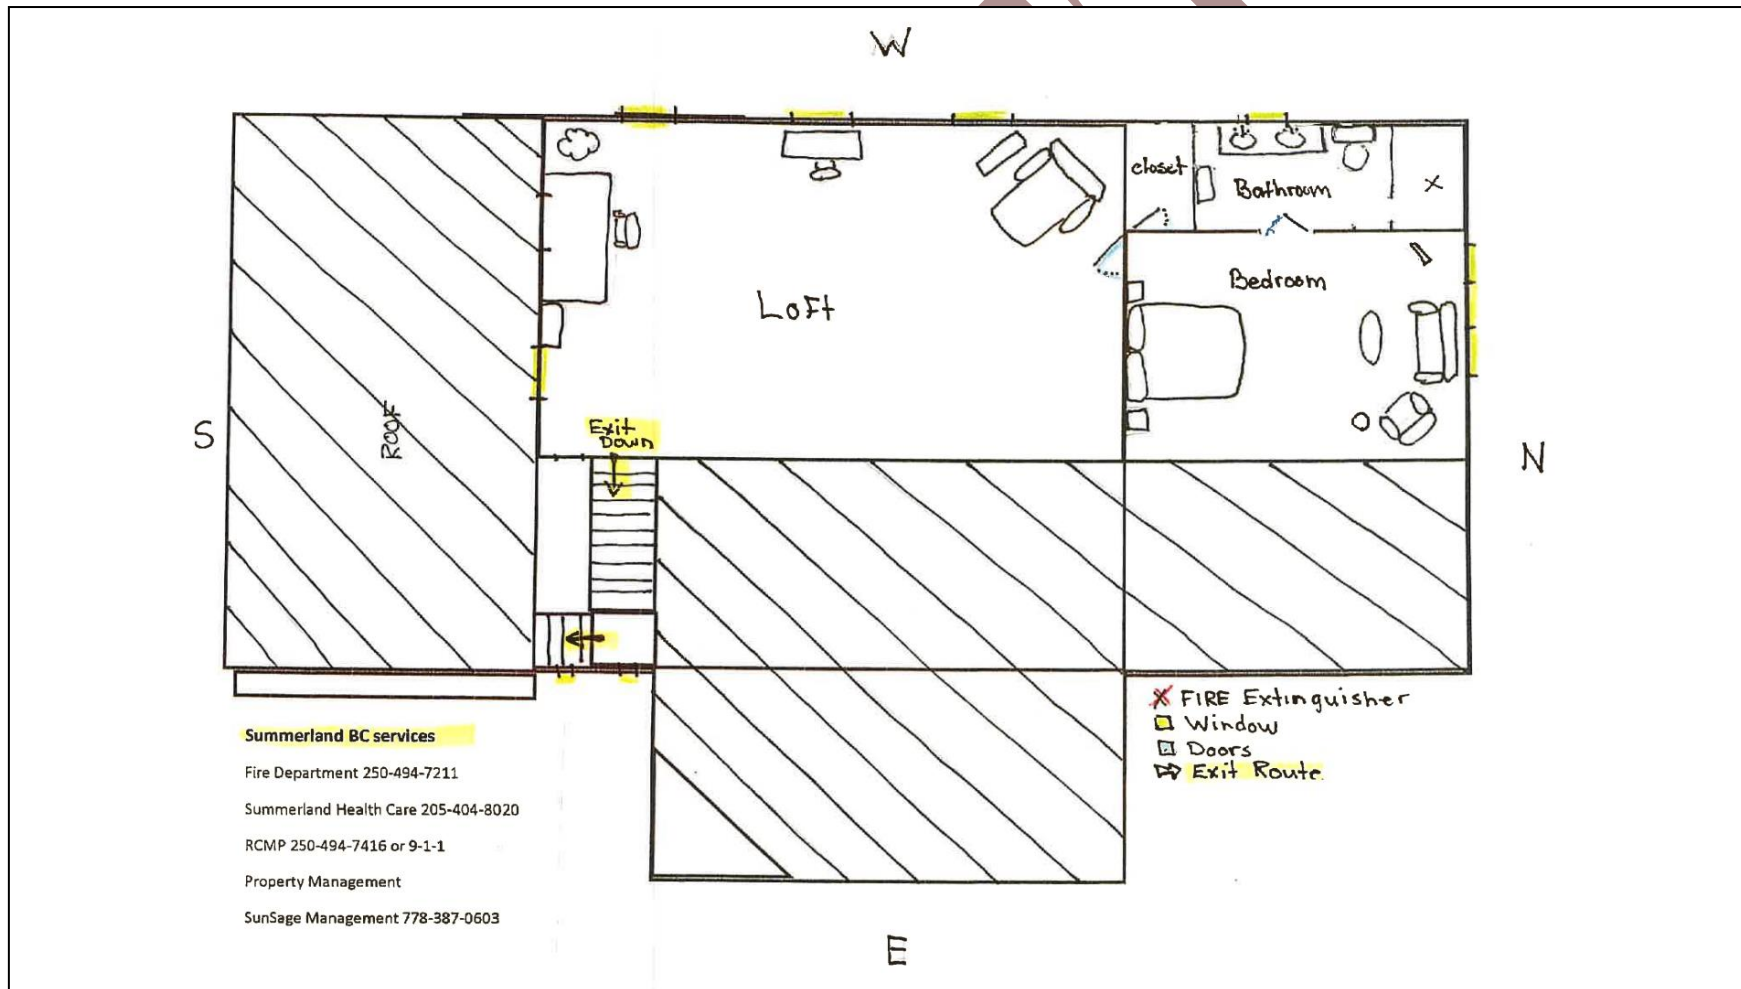 W
closet
Bathroom
Bedroom
LOFt
ROOF
S
Exit
DOWN
N
X FIRE Extinguisher
Window
Doors
Exit Route
Summerland BC services
Fire Department 250-494-7211
Summerland Health Care 205-404-8020
RCMP 250-494-7416 or 9-1-1
Property Management
SunSage Management 778-387-0603
E